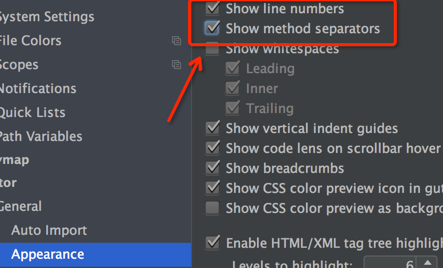 System Settings
File Colors
Scopes
Notifications
Quick Lists
Path Variables
ymap
tor
General
Auto Import
Appearance
Show line numbers
Show method separators
Show whitespaces
Leading
Inner
Trailing
Show vertical indent guides
Show code lens on scrollbar hover
Show breadcrumbs
Show CSS color preview icon in gut
Show CSS color preview as backgro
Enable HTML/XML tag tree highligh
Levels to highlight: 6